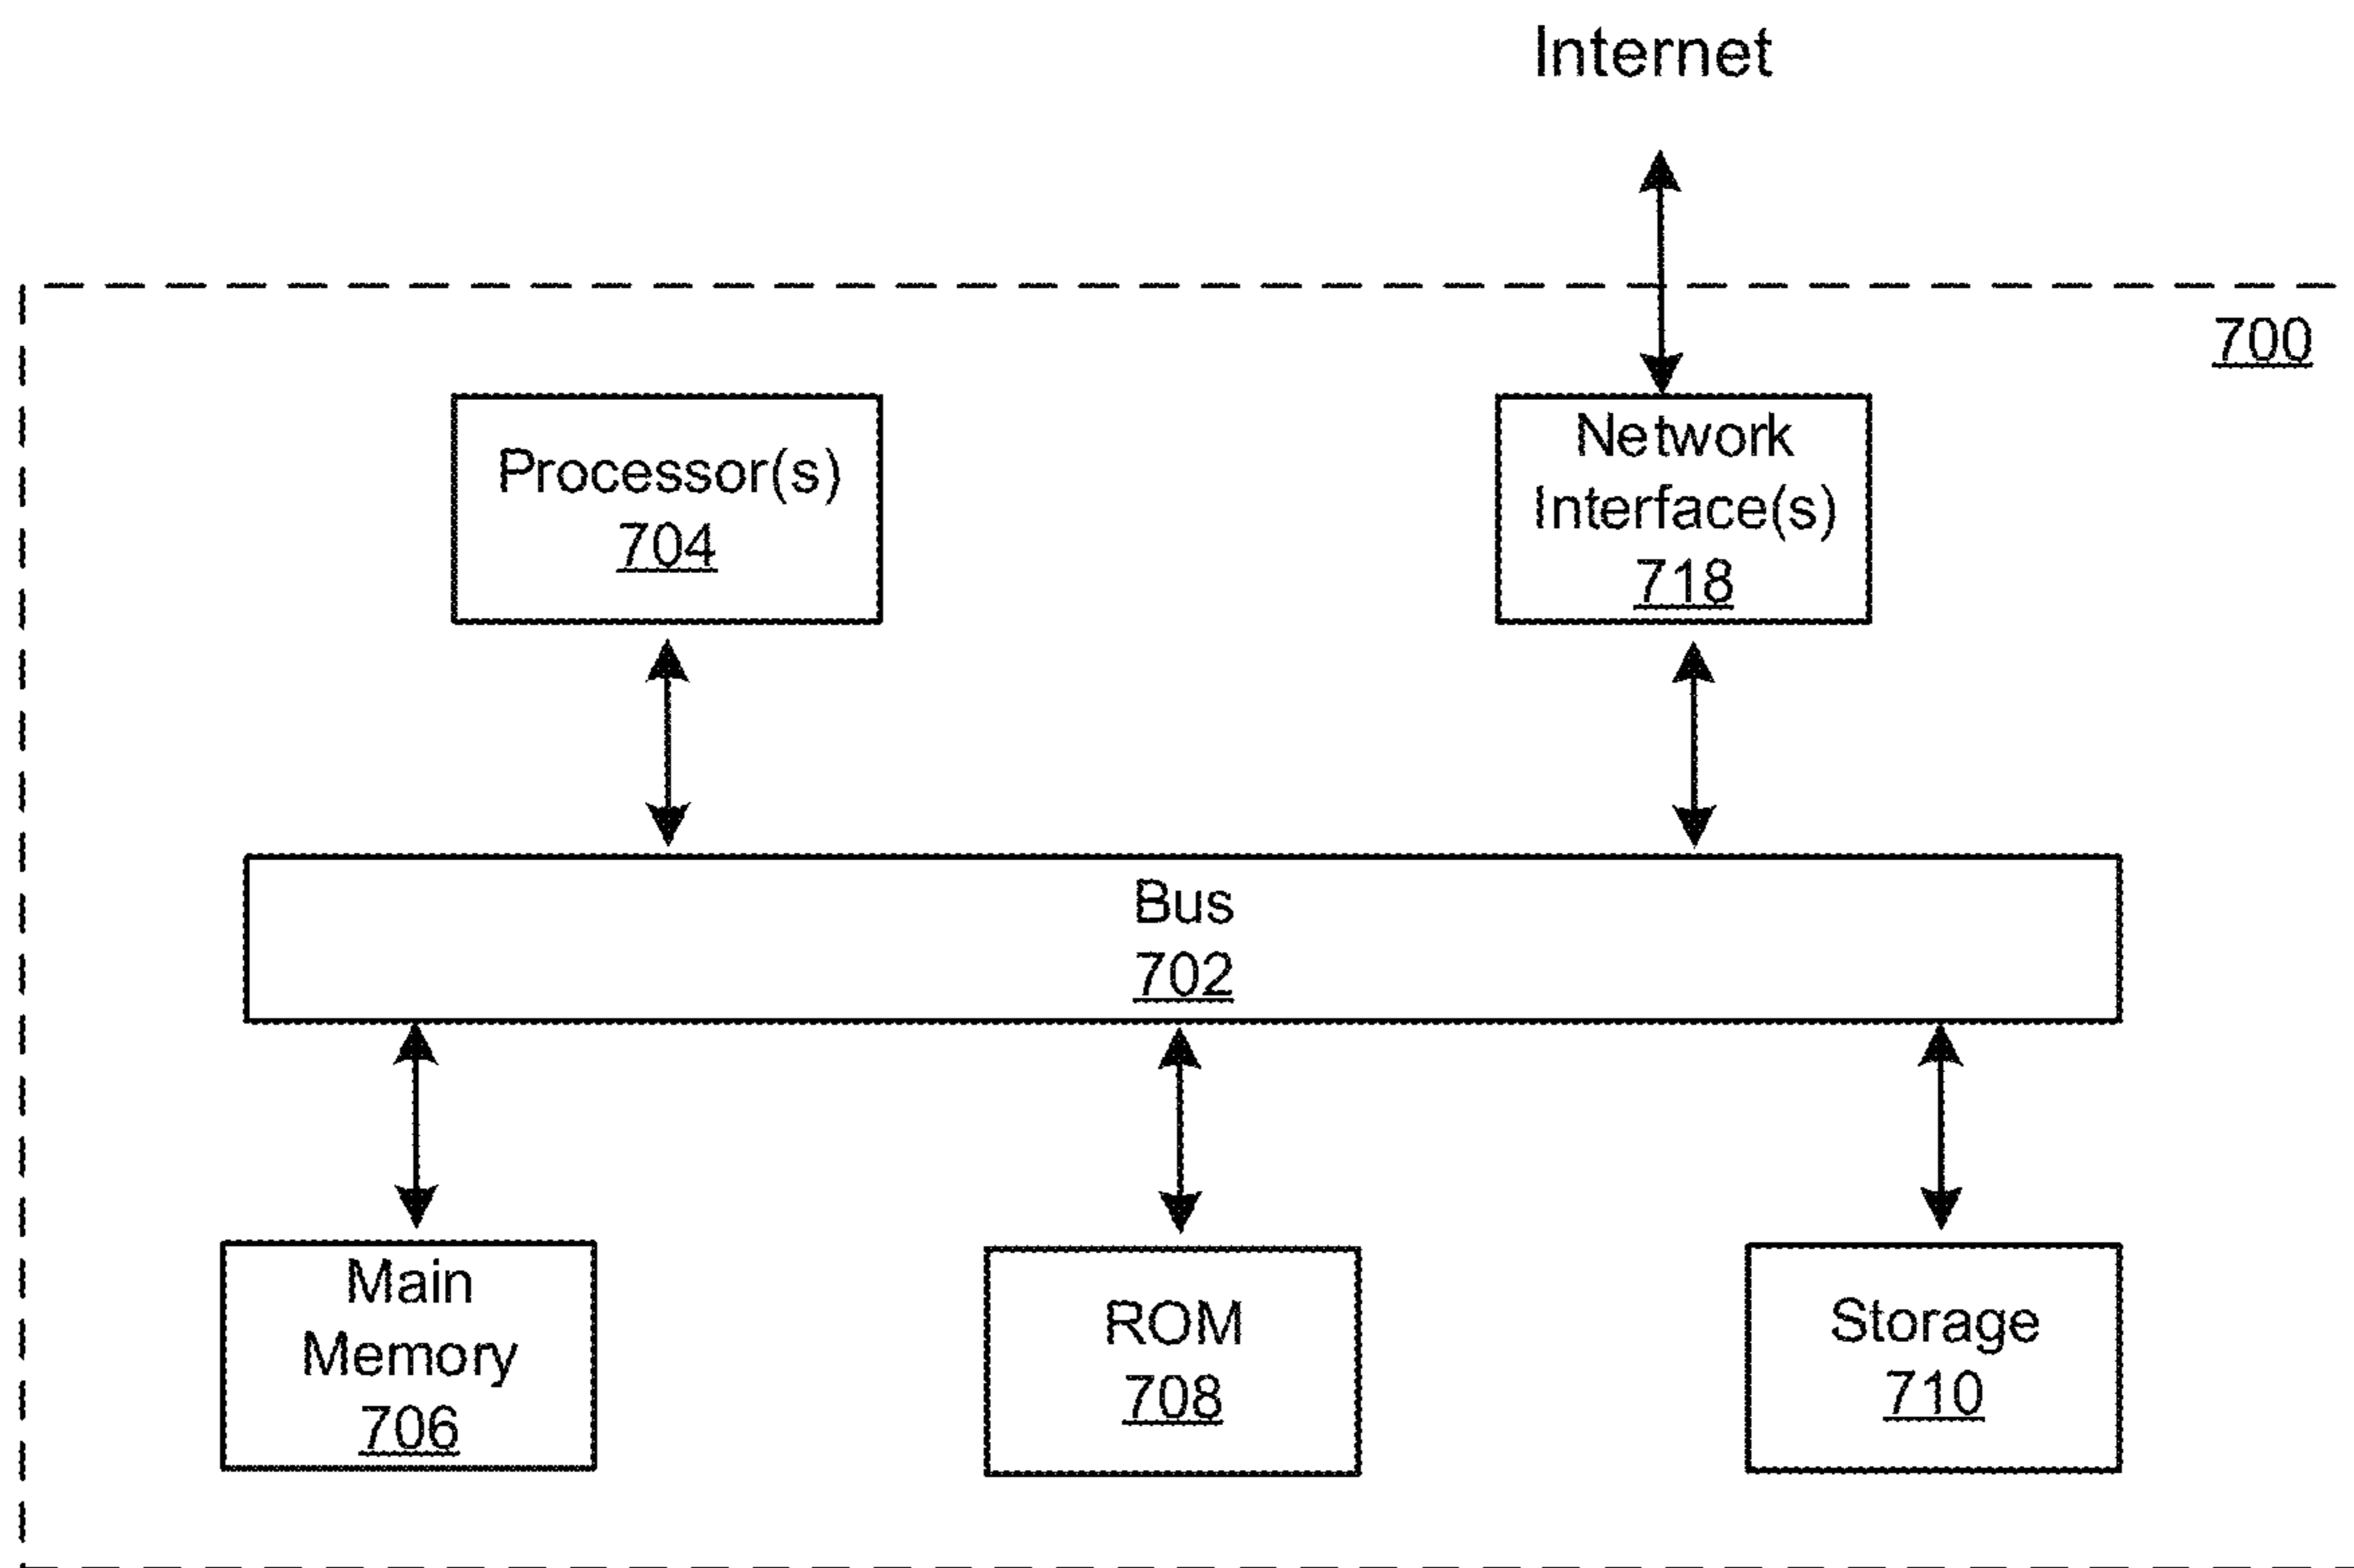 Internet
700
Processor(s)
704
Network
Interface(s)
718
Bus
702
Main
Memory
706
ROM
708
Storage
710